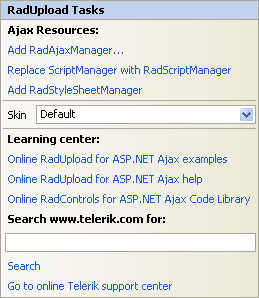 RadUpload Tasks
Ajax Resources:
Add RadAjaxManager...
Replace ScriptManager with RadScriptManager
Add RadStyleSheetManager
Skin Default
Learning center:
Online RadUpload for ASP.NET Ajax examples
Online RadUpload for ASP.NET Ajax help
Online RadControls for ASP.NET Ajax Code Library
Search www.telerik.com for:
Search
Go to online Telerik support center